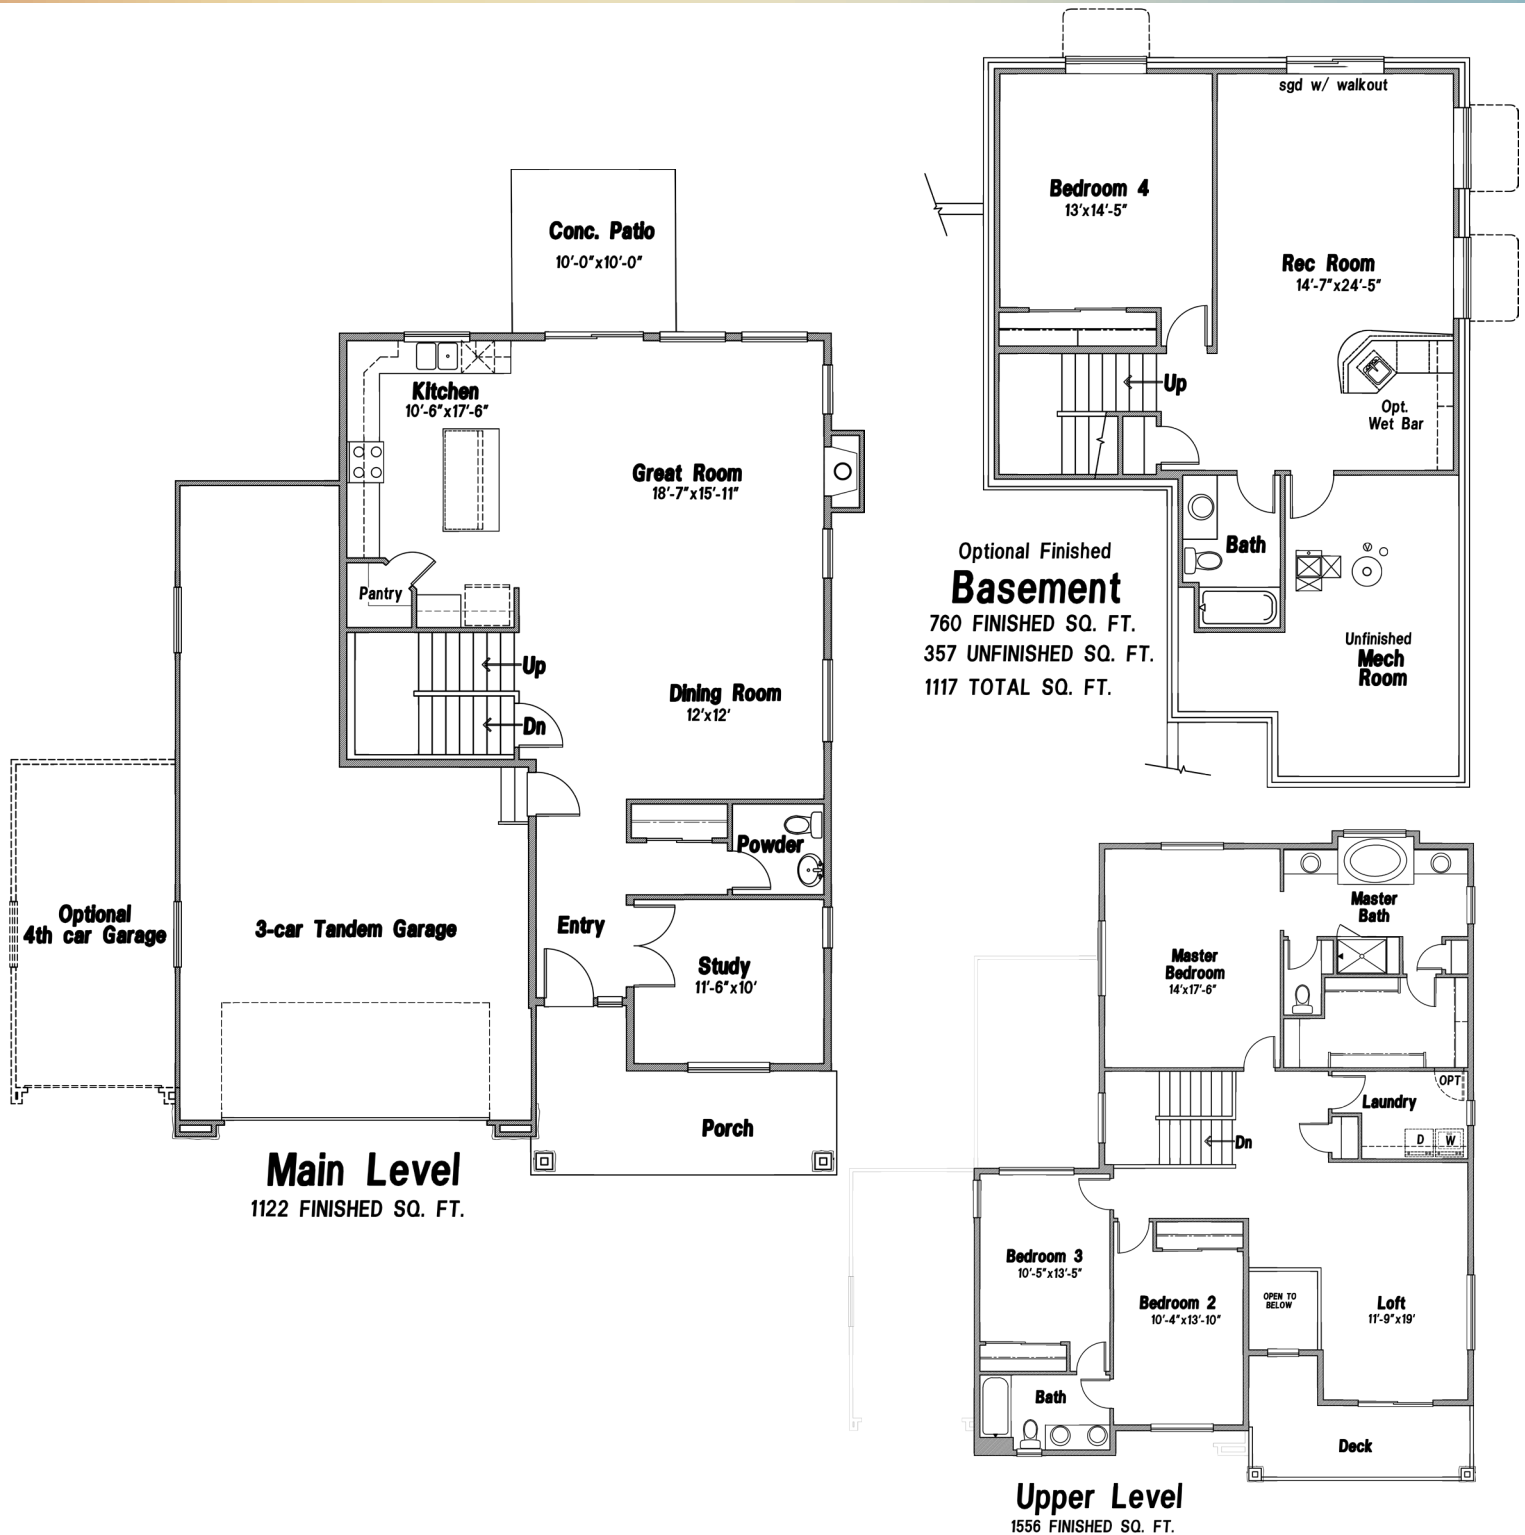 Conc. Patio
10'-0"x10'-0"
Kitchen
10'-6"x17'-6"
Great Room
18'-7"x15'-11"
Pantry
Up
Dining Room
12'x12'
Dn
Powder
Optional
4th car Garage
3-car Tandem Garage
Entry
Study
11'-6"x10'
Porch
Main Level
1122 FINISHED SQ. FT.
sgd w/ walkout
Bedroom 4
13'x14'-5"
Rec Room
14'-7"x24'-5"
Up
Opt.
Wet Bar
Bath
V
Unfinished
Mech
Room
Optional Finished
Basement
760 FINISHED SQ. FT.
357 UNFINISHED SQ. FT.
1117 TOTAL SQ. FT.
Master
Bath
Master
Bedroom
14'x17'-6"
OPT
Laundry
D
W
Dn
Bedroom 3
10'-5"x13'-5"
Bedroom 2
10'-4"x13'-10"
OPEN TO
BELOW
Loft
11'-9"x19'
Bath
Deck
Upper Level
1556 FINISHED SQ. FT.